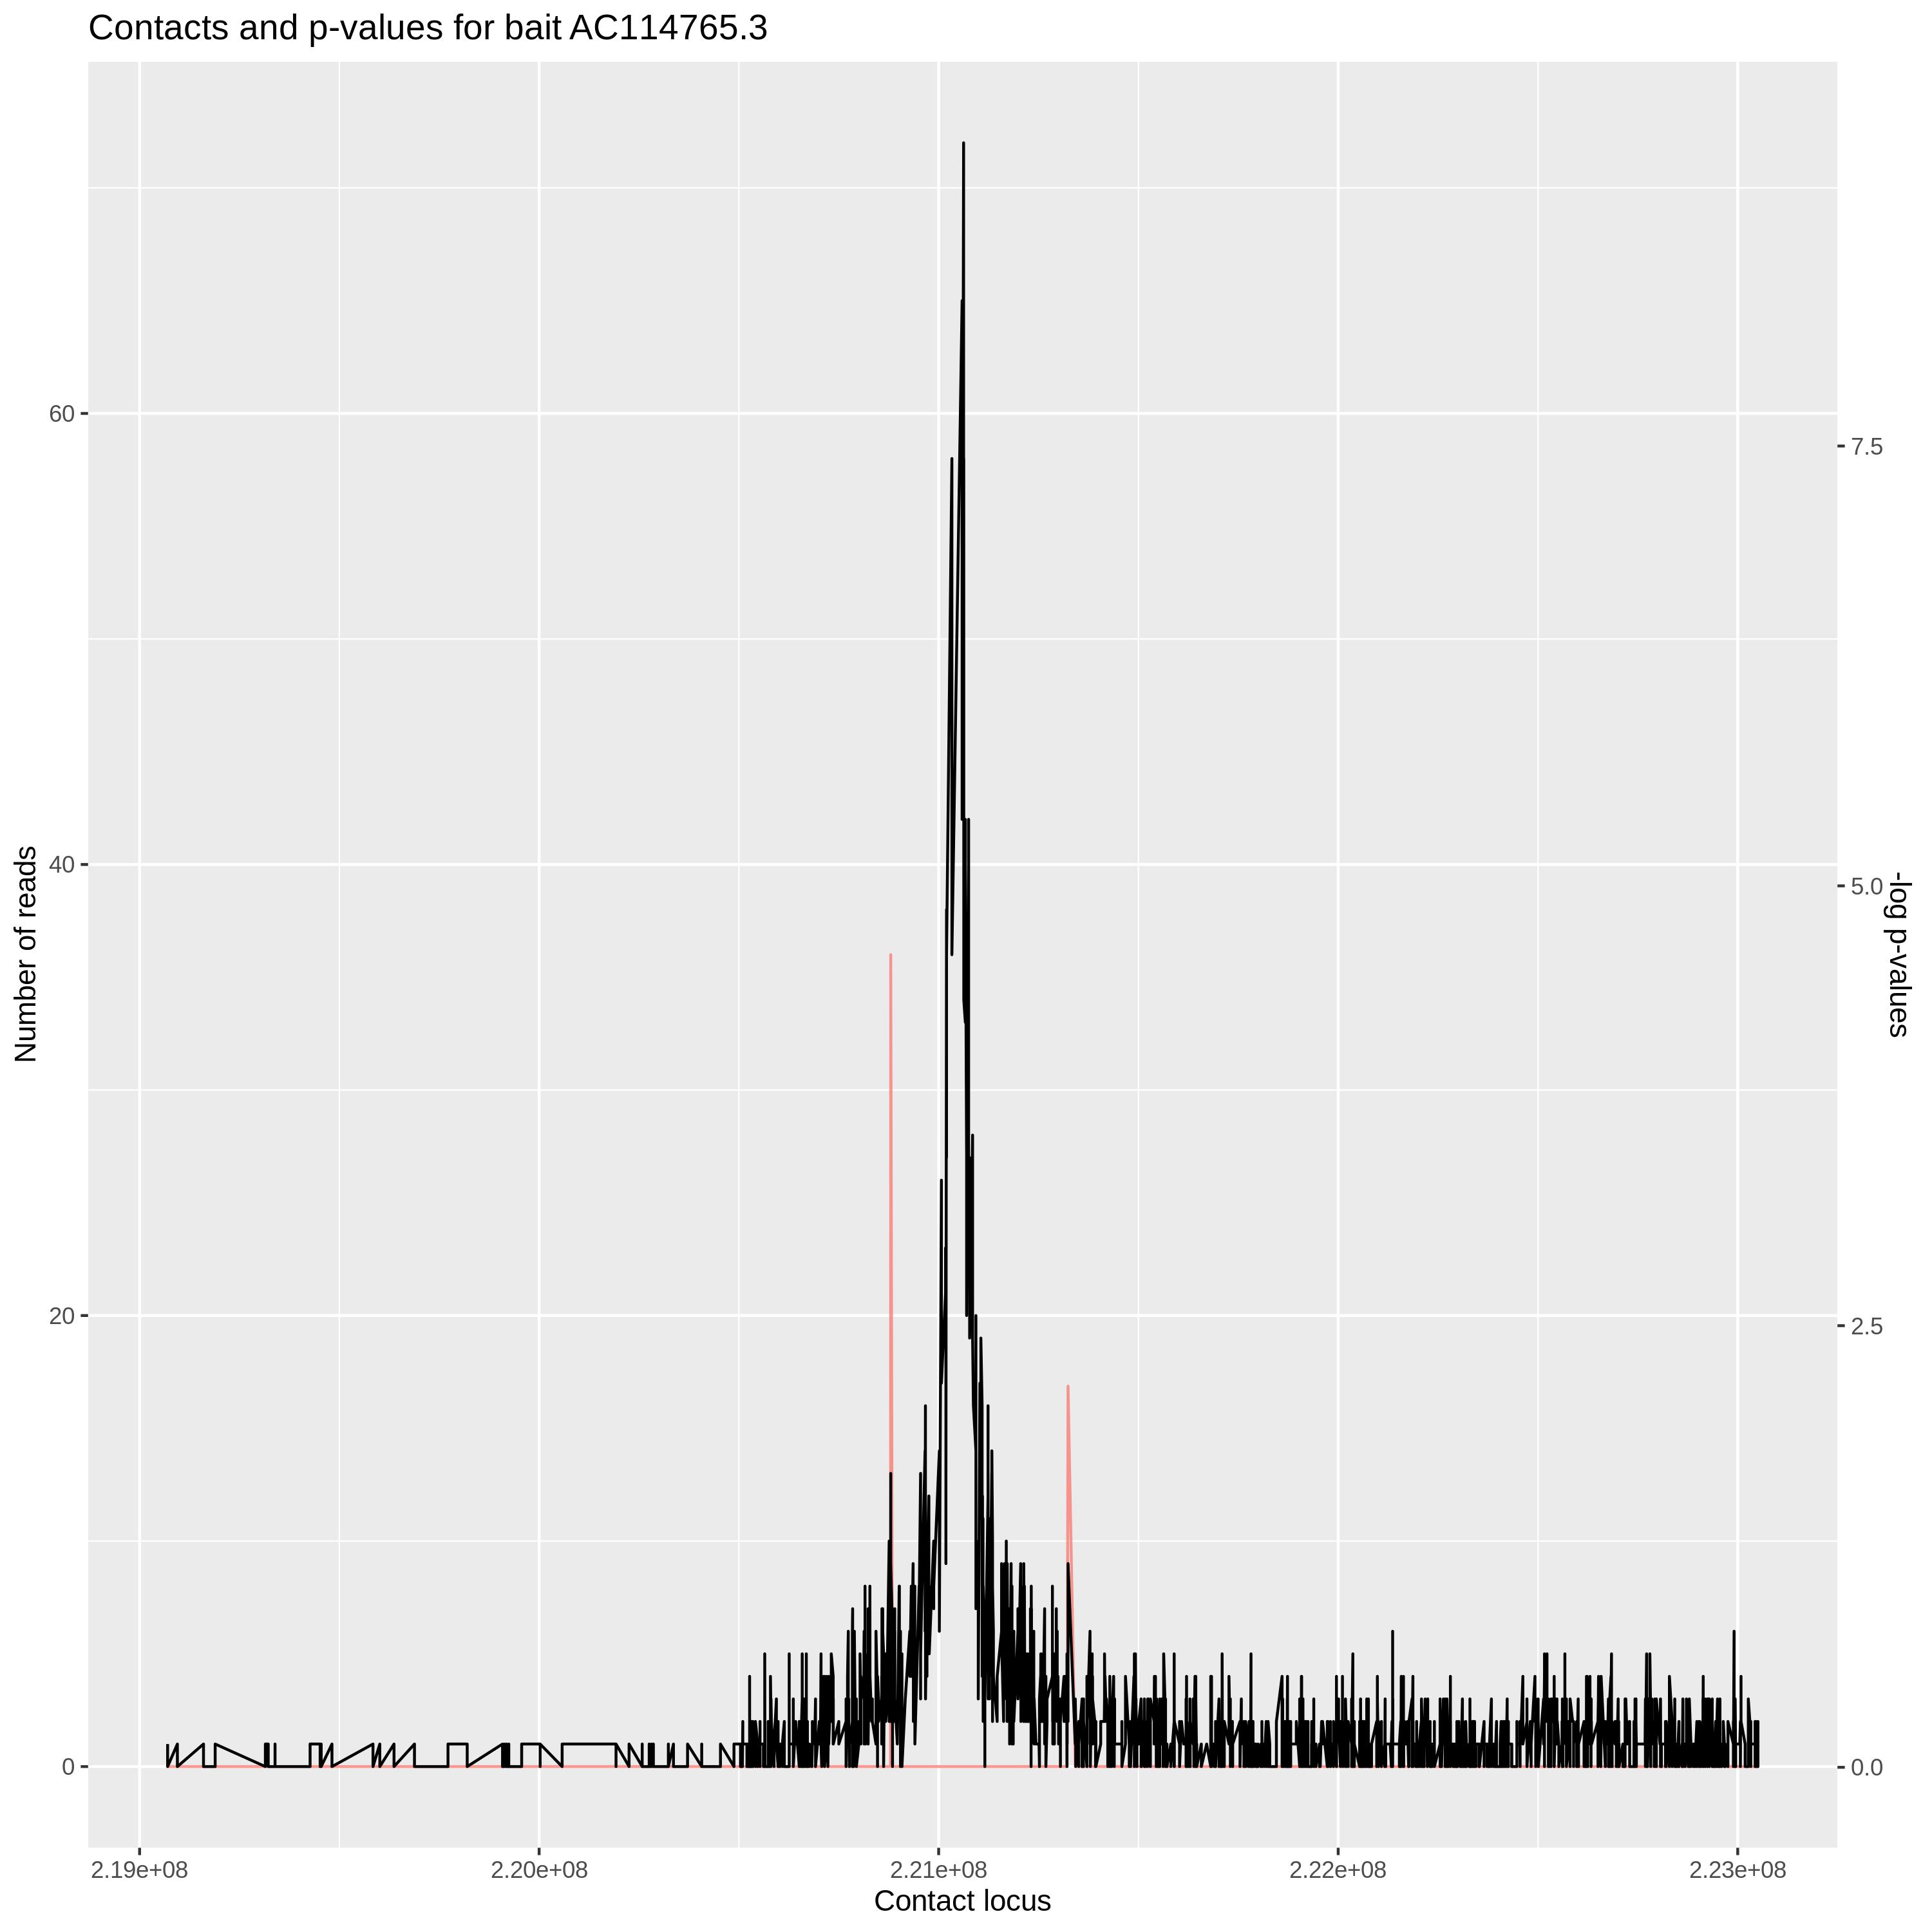 Contacts and p-values for bait AC114765.3
60
40
20
0
Number of reads
7.5
5.0
2.5
0.0
-log p-values
2.19e+08 2.20e+08 2.21e+08 2.22e+08 2.23e+08
Contact locus